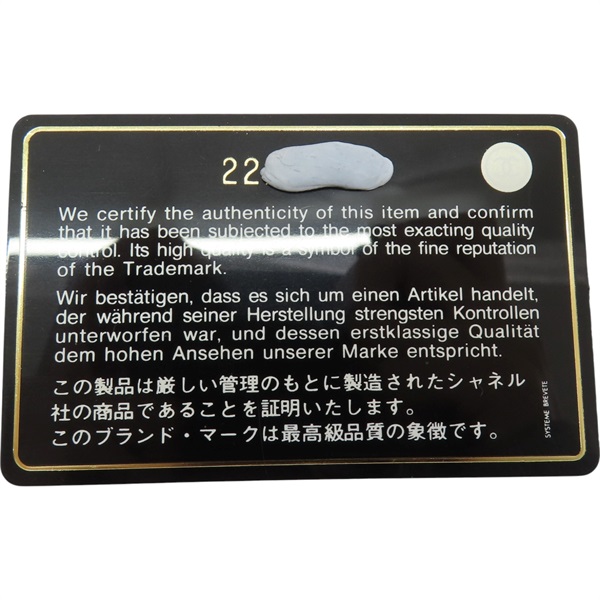 22
We certify the authenticity of this item and confirm
that it has been subjected to the most exacting quality
control. Its high quality is a symbol of the fine reputation
of the Trademark.
Wir bestätigen, dass es sich um einen Artikel handelt,
der während seiner Herstellung strengsten Kontrollen
unterworfen war, und dessen erstklassige Qualität
dem hohen Ansehen unserer Marke entspricht.
この製品は厳しい管理のもとに製造されたシャネル
社の商品であることを証明いたします。
このブランド・マークは最高級品質の象徴です。
SYSTEME BREVETE